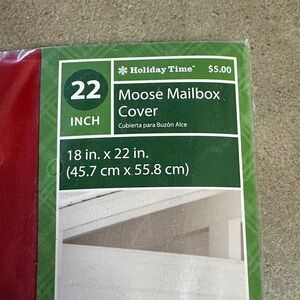 Holiday Time™ $5.00
22
INCH
Moose Mailbox
Cover
Cubierta para Buzón Alce
18 in. x 22 in.
(45.7 cm x 55.8 cm)